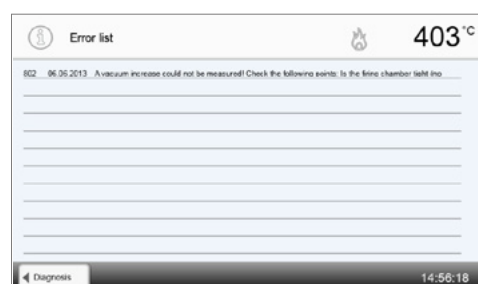 Error list
403°C
802 06.06.2013 A vacuum increase could not be measured! Check the following points: Is the firing chamber tight (no
Diagnosis
14:56:18